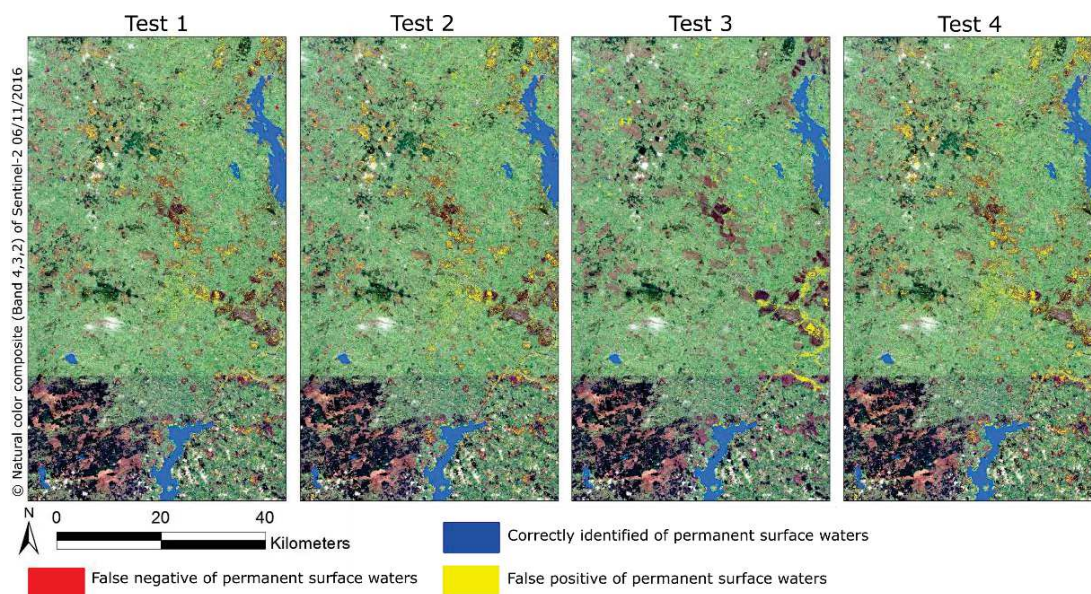 Test 1
Test 2
Test 3
Test 4
© Natural color composite (Band 4,3,2) of Sentinel-2 06/11/2016
N
0
20
40
Kilometers
Correctly identified of permanent surface waters
False negative of permanent surface waters
False positive of permanent surface waters